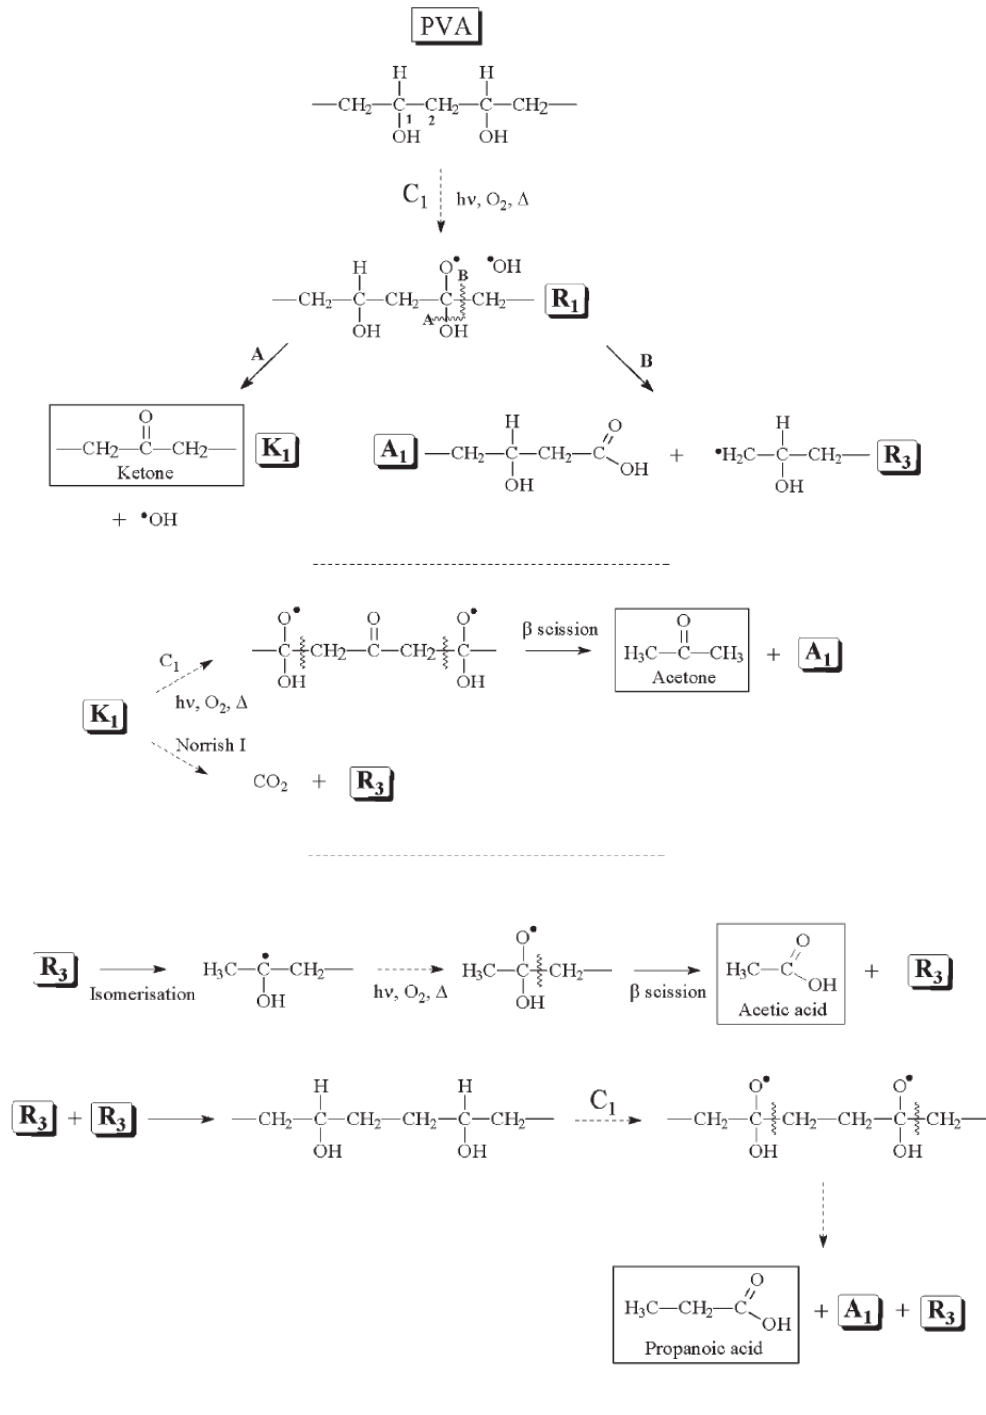 PVA
H H
—CH₂—C—CH₂—C—CH₂—
1 2
OH OH
C₁ hν, O₂, Δ
H O• B •OH
—CH₂—C—CH₂—C—CH₂— R₁
OH A OH
A B
O
—CH₂—C—CH₂—
Ketone
K₁
+ •OH
H O
A₁ —CH₂—C—CH₂—C
OH OH
+
H
•H₂C—C—CH₂— R₃
OH
O• O O•
—C—CH₂—C—CH₂—C—
OH OH
β scission
O
H₃C—C—CH₃
Acetone
+ A₁
C₁
hν, O₂, Δ
K₁
Norrish I
CO₂ + R₃
R₃
Isomerisation
•
H₃C—C—CH₂—
OH
hν, O₂, Δ
O•
H₃C—C—CH₂—
OH
β scission
O
H₃C—C
OH
Acetic acid
+ R₃
R₃ + R₃
H H
—CH₂—C—CH₂—CH₂—C—CH₂—
OH OH
C₁
O• O•
—CH₂—C—CH₂—CH₂—C—CH₂—
OH OH
O
H₃C—CH₂—C
OH
Propanoic acid
+ A₁ + R₃